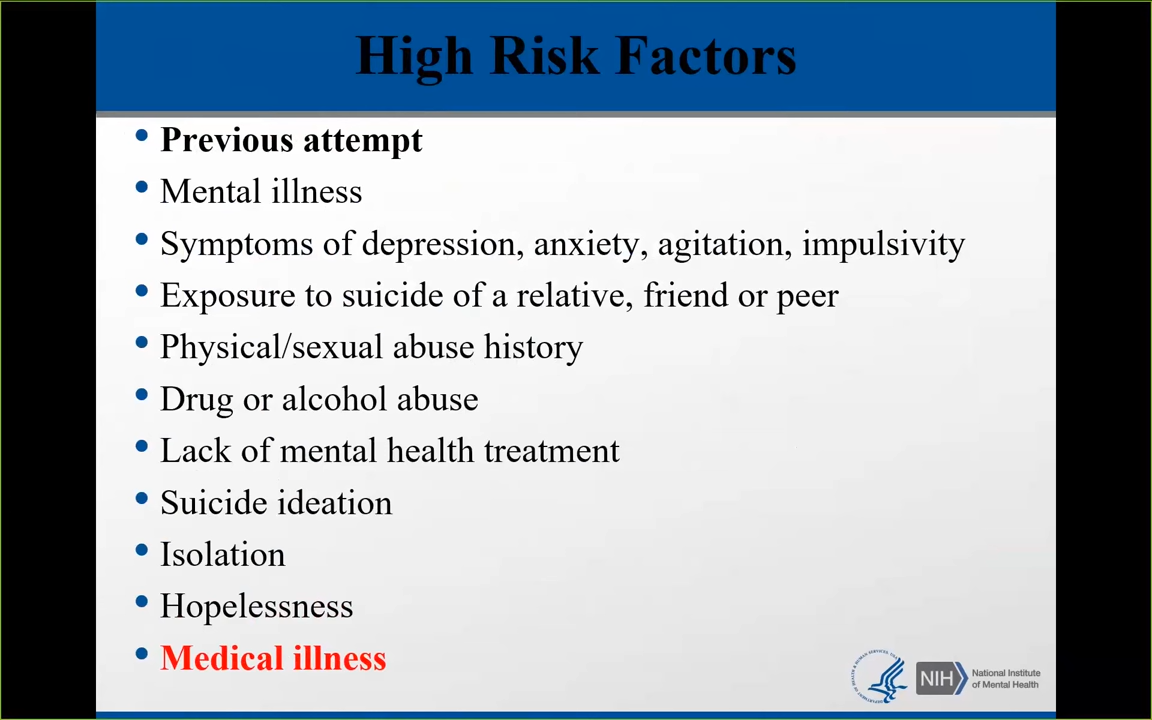 High Risk Factors
• Previous attempt
• Mental illness
• Symptoms of depression, anxiety, agitation, impulsivity
• Exposure to suicide of a relative, friend or peer
• Physical/sexual abuse history
• Drug or alcohol abuse
• Lack of mental health treatment
• Suicide ideation
• Isolation
• Hopelessness
• Medical illness
NIH
National Institute
of Mental Health